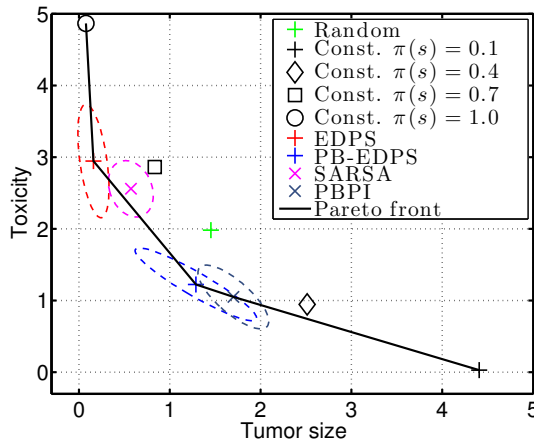 5
4
3
2
1
0
Toxicity
0 1 2 3 4 5
Tumor size
Random
Const. π(s) = 0.1
Const. π(s) = 0.4
Const. π(s) = 0.7
Const. π(s) = 1.0
EDPS
PB-EDPS
SARSA
PBPI
Pareto front